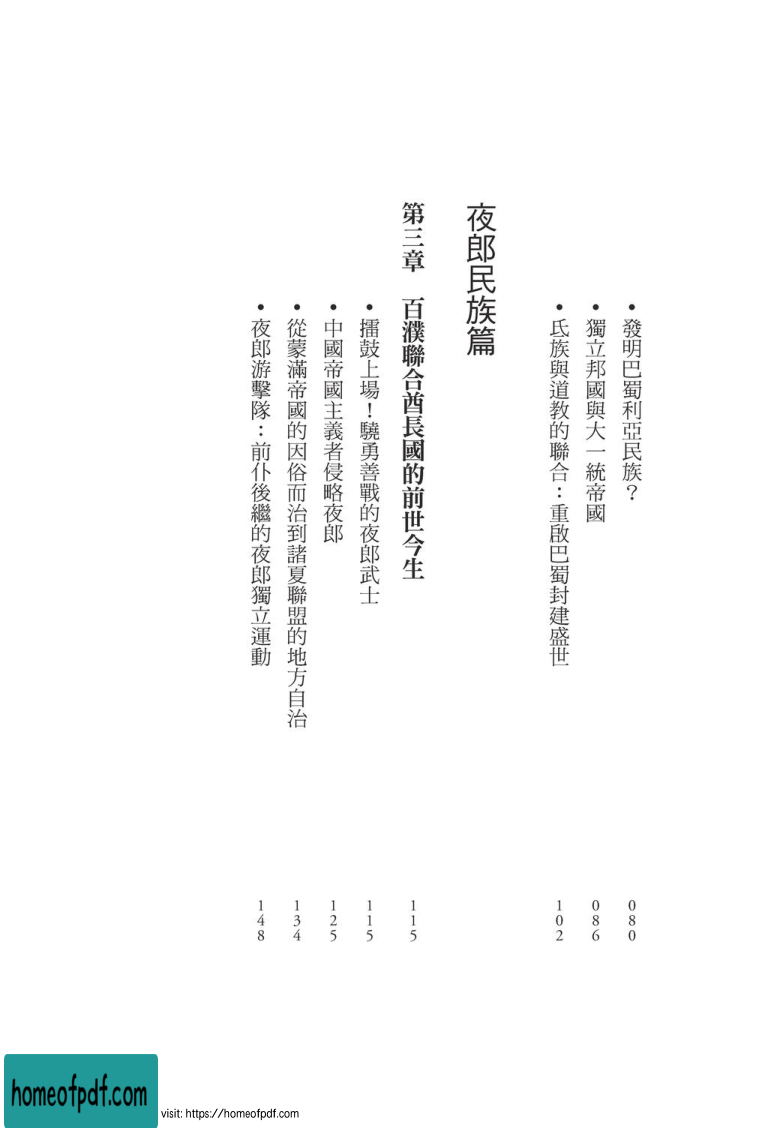 • 發明巴蜀利亞民族？ 080
• 獨立邦國與大一統帝國 086
• 氐族與道教的聯合：重啟巴蜀封建盛世 102
夜郎民族篇
第三章 百濮聯合酋長國的前世今生 115
• 擂鼓上場！驍勇善戰的夜郎武士 115
• 中國帝國主義者侵略夜郎 125
• 從蒙滿帝國的因俗而治到諸夏聯盟的地方自治 134
• 夜郎游擊隊：前仆後繼的夜郎獨立運動 148
homeofpdf.com
visit: https://homeofpdf.com